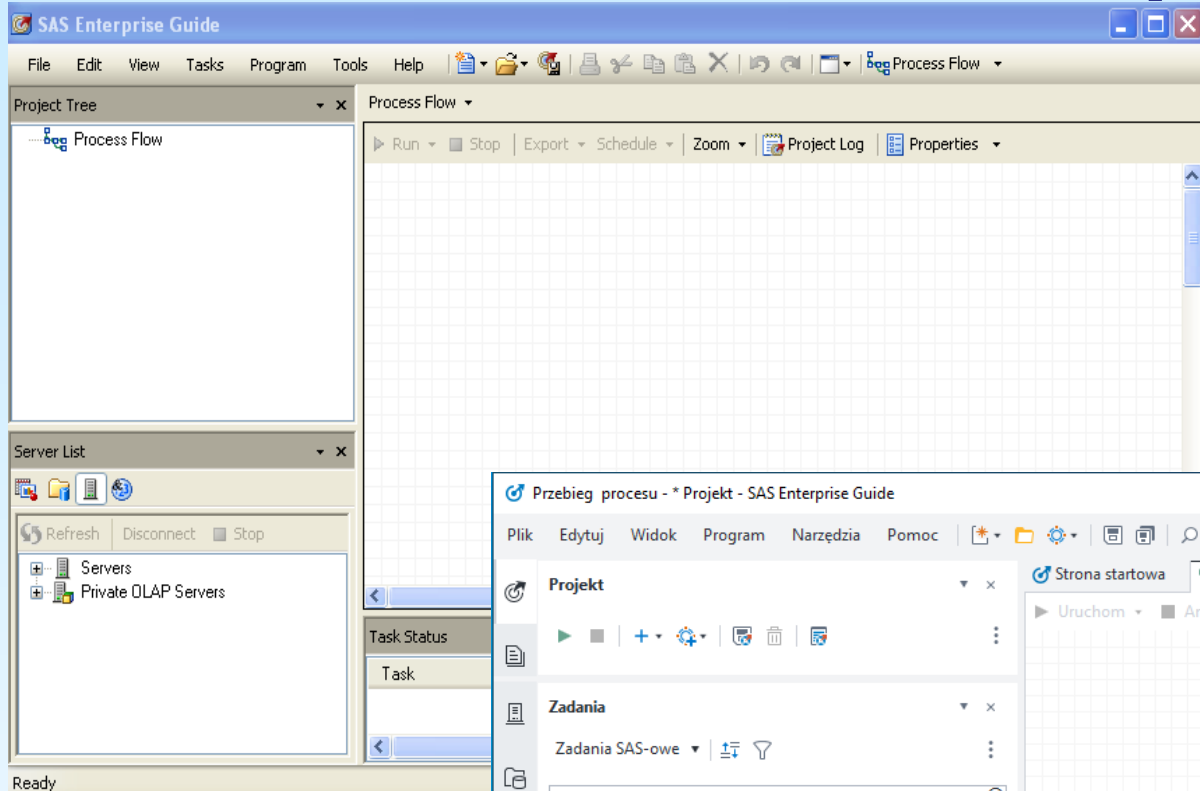 SAS Enterprise Guide
File Edit View Tasks Program Tools Help Process Flow
Project Tree
Process Flow
Process Flow
Run Stop Export Schedule Zoom Project Log Properties
Server List
Refresh Disconnect Stop
Servers
Private OLAP Servers
Task Status
Task
Ready
Przebieg procesu - * Projekt - SAS Enterprise Guide
Plik Edytuj Widok Program Narzędzia Pomoc
Projekt
Strona startowa
Uruchom
Zadania
Zadania SAS-owe